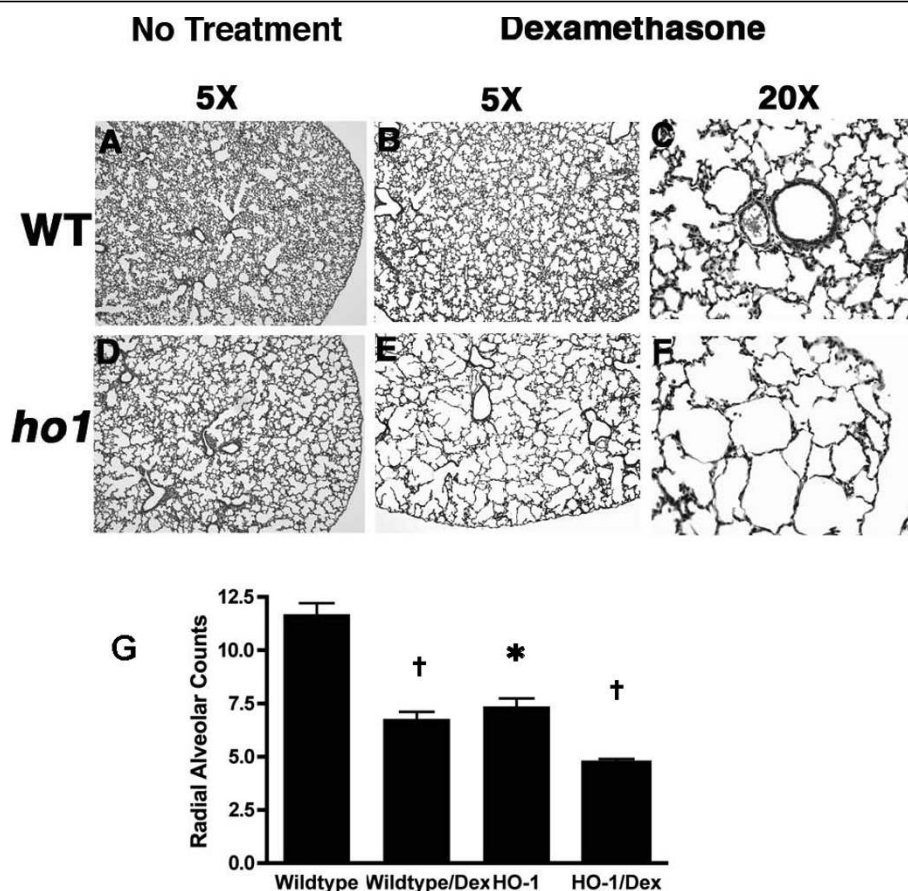 No Treatment Dexamethasone
5X 5X 20X
A B C
WT
D E F
ho1
G
Radial Alveolar Counts
12.5
10.0
7.5
5.0
2.5
0.0
† * †
Wildtype Wildtype/Dex HO-1 HO-1/Dex